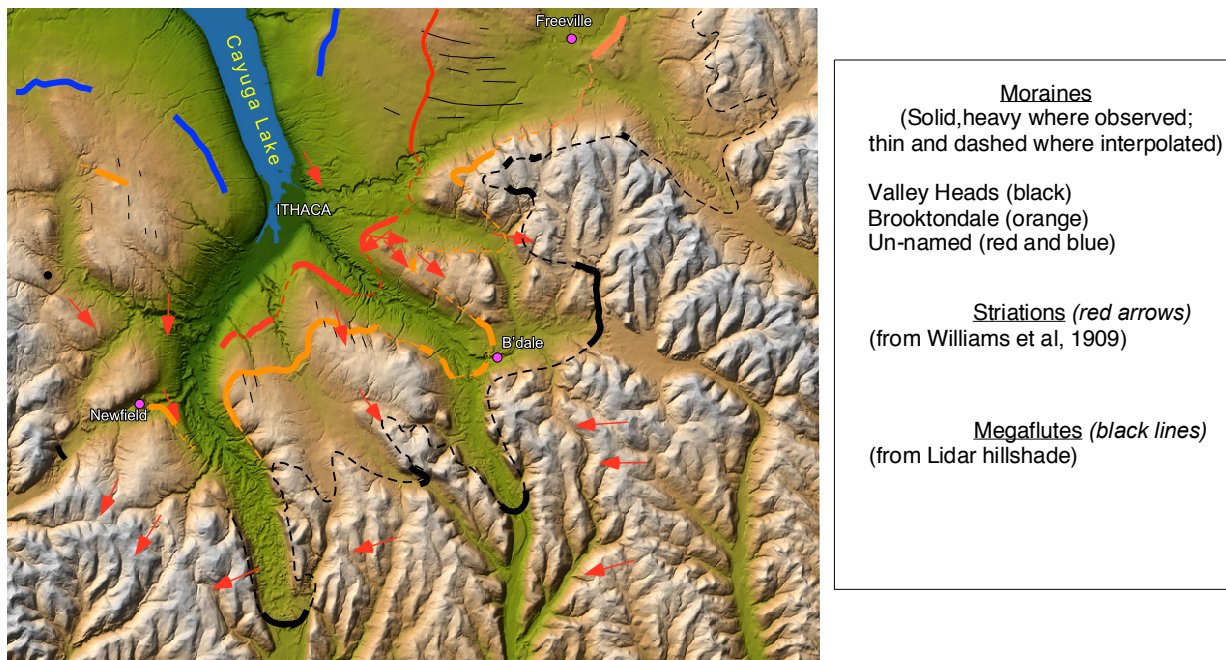 Freeville
Cayuga Lake
ITHACA
B'dale
Newfield
Moraines
(Solid,heavy where observed;
thin and dashed where interpolated)
Valley Heads (black)
Brooktondale (orange)
Un-named (red and blue)
Striations (red arrows)
(from Williams et al, 1909)
Megaflutes (black lines)
(from Lidar hillshade)